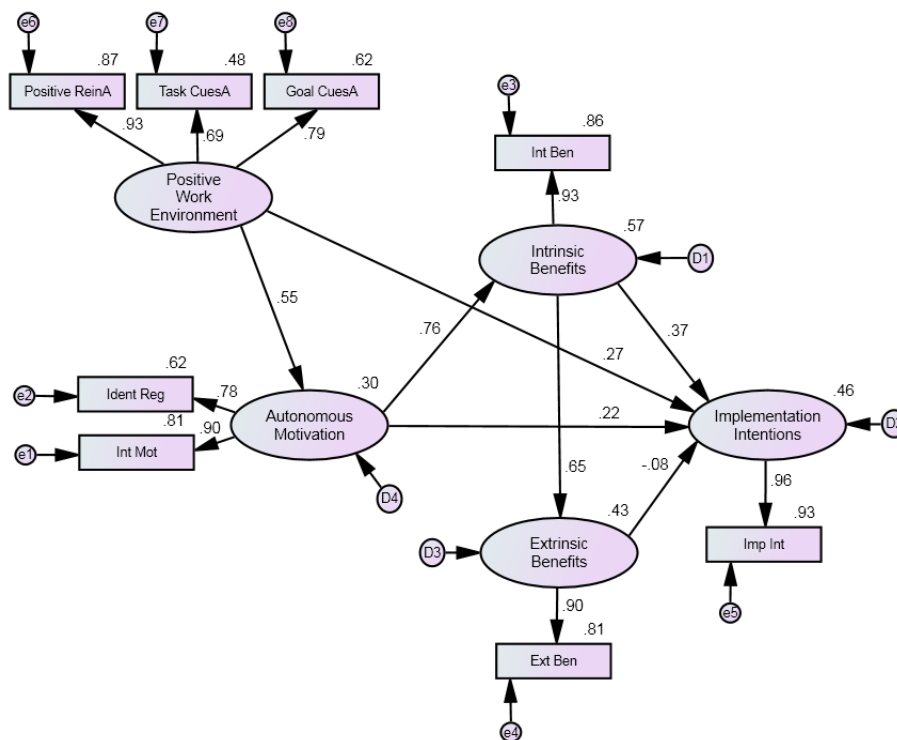 e6
e7
e8
.87
.48
.62
Positive ReinA
Task CuesA
Goal CuesA
.93
.69
.79
e3
.86
Int Ben
.93
Positive
Work
Environment
.57
Intrinsic
Benefits
D1
.55
.76
.37
.27
.62
e2
Ident Reg
.78
.30
.46
.81
.90
Autonomous
Motivation
.22
Implementation
Intentions
D2
e1
Int Mot
.65
-.08
.96
D4
.43
.93
D3
Extrinsic
Benefits
Imp Int
.90
e5
.81
Ext Ben
e4